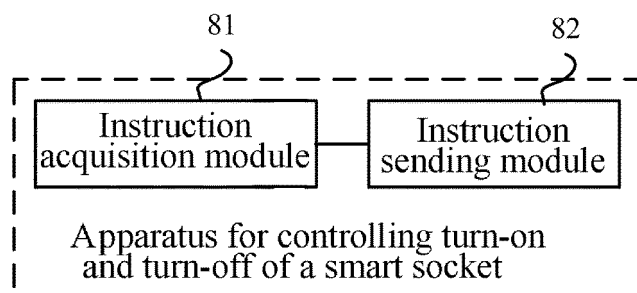 81
82
Instruction
acquisition module
Instruction
sending module
Apparatus for controlling turn-on
and turn-off of a smart socket